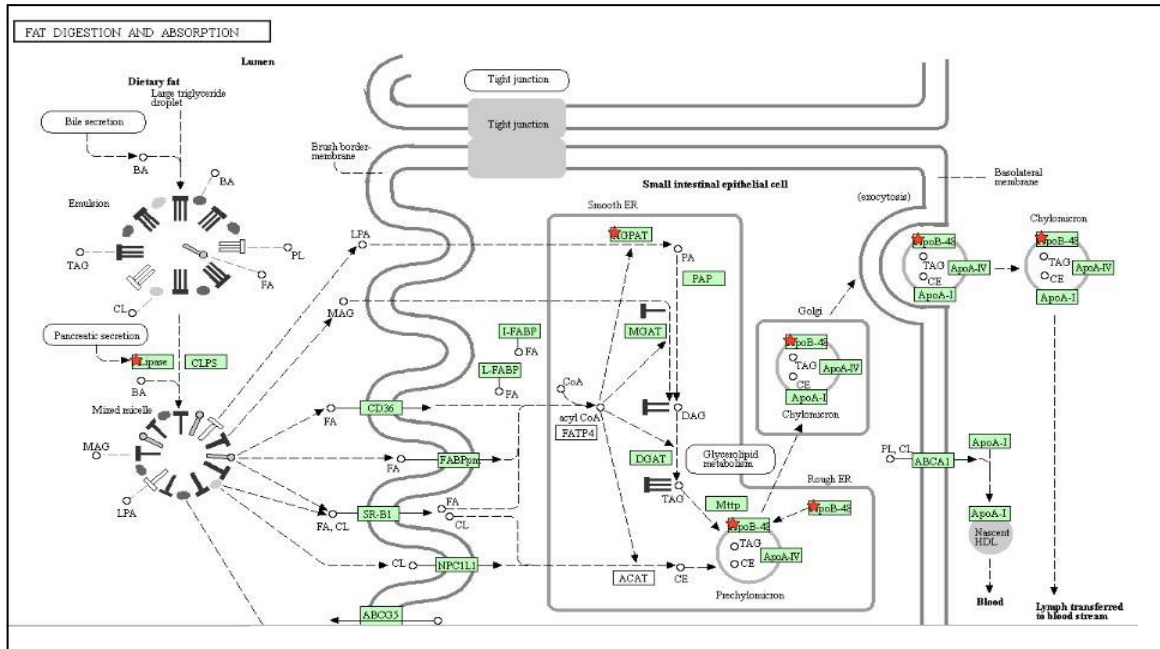 FAT DIGESTION AND ABSORPTION
Lumen
Dietary fat
Large triglyceride
droplet
Bile secretion
BA
BA
Emulsion
TAG
PL
FA
CL
Pancreatic secretion
Lipase
CLPS
BA
Mixed micelle
MAG
LPA
Tight junction
Tight junction
Brush border
membrane
Small intestinal epithelial cell
Basolateral
membrane
(exocytosis)
Smooth ER
LPA
MAG
PA
PAP
MGAT
I-FABP
FA
L-FABP
FA
CoA
acyl CoA
FATP4
DAG
DGAT
TAG
Glycerolipid
metabolism
ACAT
FA
CD36
FA
FABPpm
FA, CL
SR-B1
FA
CL
CL
NPC1L1
CE
ABCG5
Rough ER
Mttp
ApoB-48
ApoB-48
TAG
CE
ApoA-IV
Prechylomicron
Golgi
ApoB-48
TAG
CE
ApoA-IV
ApoA-I
Chylomicron
ApoB-48
TAG
CE
ApoA-IV
ApoA-I
Chylomicron
ApoB-48
TAG
CE
ApoA-IV
ApoA-I
PL, CL
ABCA1
ApoA-I
ApoA-I
Nascent
HDL
Blood
Lymph transferred
to blood stream